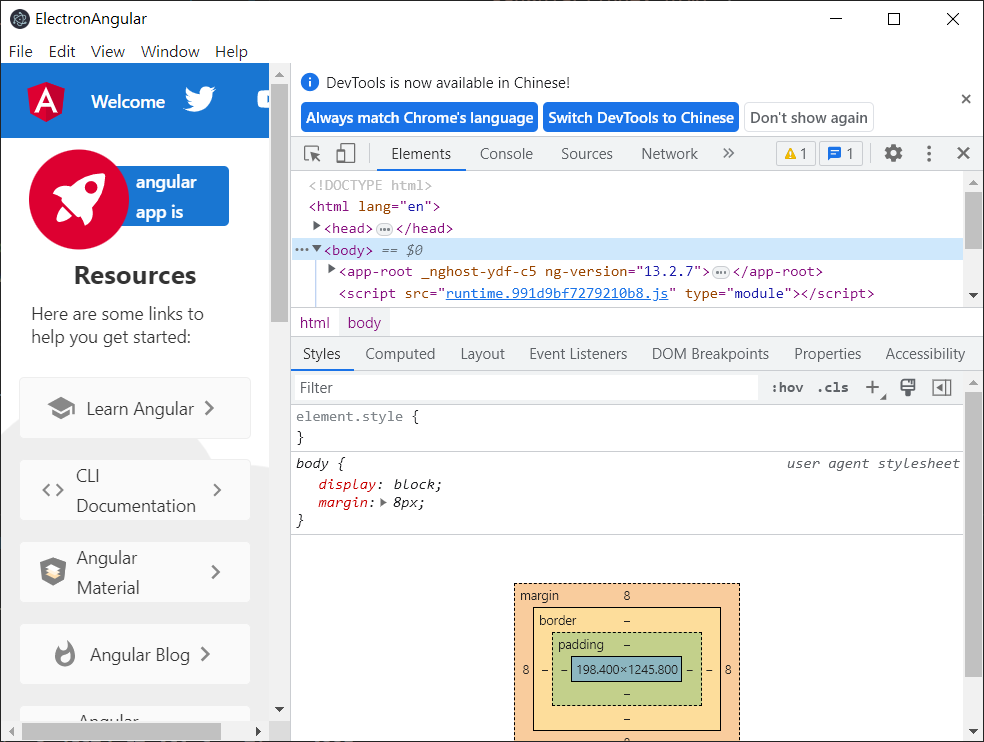 ElectronAngular
File Edit View Window Help
A Welcome
angular
app is
Resources
Here are some links to
help you get started:
Learn Angular
CLI
Documentation
Angular
Material
Angular Blog
Angular
DevTools is now available in Chinese!
Always match Chrome's language Switch DevTools to Chinese Don't show again
Elements Console Sources Network » 1 1
<!DOCTYPE html>
<html lang="en">
<head>…</head>
<body> == $0
<app-root _nghost-ydf-c5 ng-version="13.2.7">…</app-root>
<script src="runtime.991d9bf7279210b8.js" type="module"></script>
html body
Styles Computed Layout Event Listeners DOM Breakpoints Properties Accessibility
Filter :hov .cls +
element.style {
}
body { user agent stylesheet
display: block;
margin: 8px;
}
margin 8
border –
padding –
8 – – 198.400×1245.800 – – 8
–
–